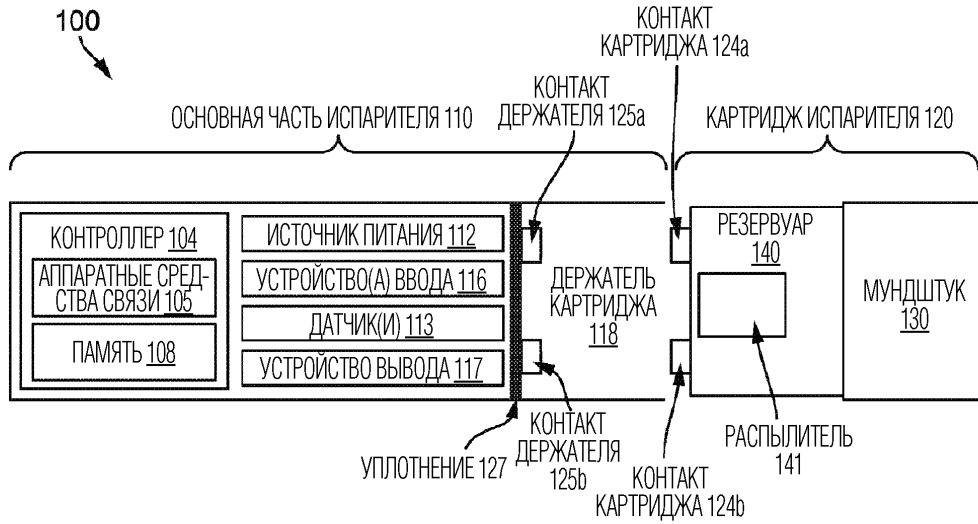 100
ОСНОВНАЯ ЧАСТЬ ИСПАРИТЕЛЯ 110
КОНТАКТ
ДЕРЖАТЕЛЯ 125a
КОНТАКТ
КАРТРИДЖА 124a
КАРТРИДЖ ИСПАРИТЕЛЯ 120
КОНТРОЛЛЕР 104
АППАРАТНЫЕ СРЕД-
СТВА СВЯЗИ 105
ПАМЯТЬ 108
ИСТОЧНИК ПИТАНИЯ 112
УСТРОЙСТВО(А) ВВОДА 116
ДАТЧИК(И) 113
УСТРОЙСТВО ВЫВОДА 117
ДЕРЖАТЕЛЬ
КАРТРИДЖА
118
РЕЗЕРВУАР
140
МУНДШТУК
130
УПЛОТНЕНИЕ 127
КОНТАКТ
ДЕРЖАТЕЛЯ
125b
КОНТАКТ
КАРТРИДЖА 124b
РАСПЫЛИТЕЛЬ
141